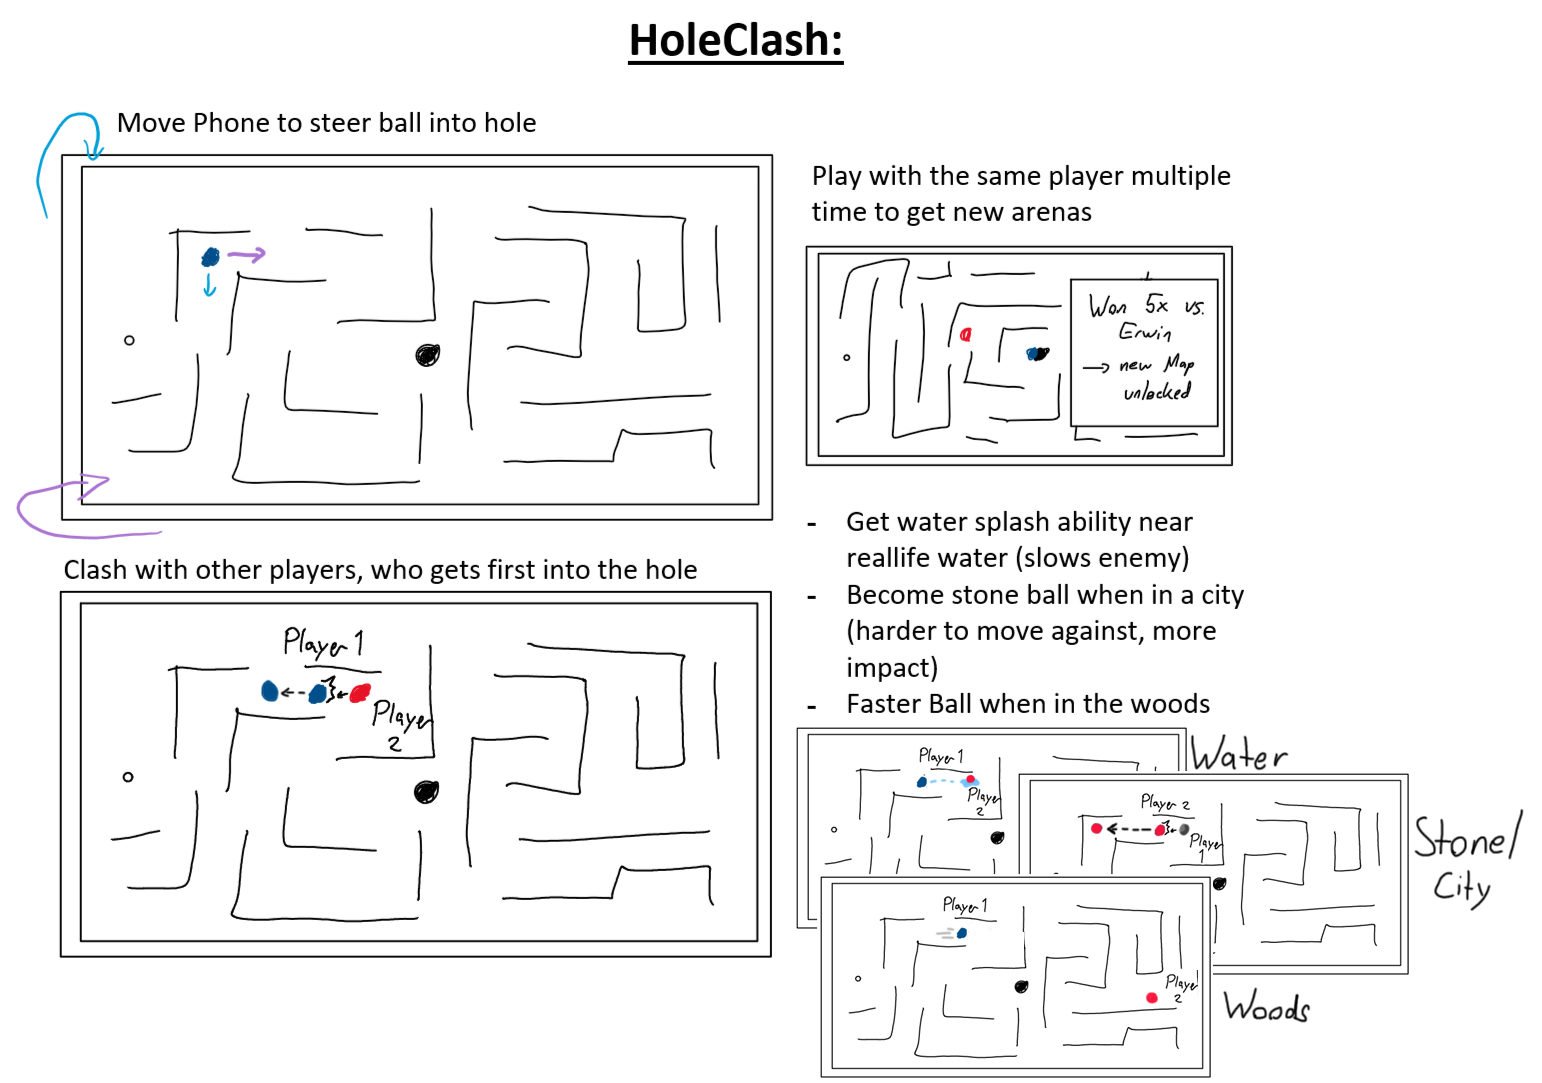 HoleClash:
Move Phone to steer ball into hole
Clash with other players, who gets first into the hole
Player 1
Player
2
Play with the same player multiple
time to get new arenas
Won 5x vs.
Erwin
→ new Map
unlocked
- Get water splash ability near
reallife water (slows enemy)
- Become stone ball when in a city
(harder to move against, more
impact)
- Faster Ball when in the woods
Water
Player 1
Player
2
Stone/
City
Player 2
Player
1
Woods
Player 1
Player
2